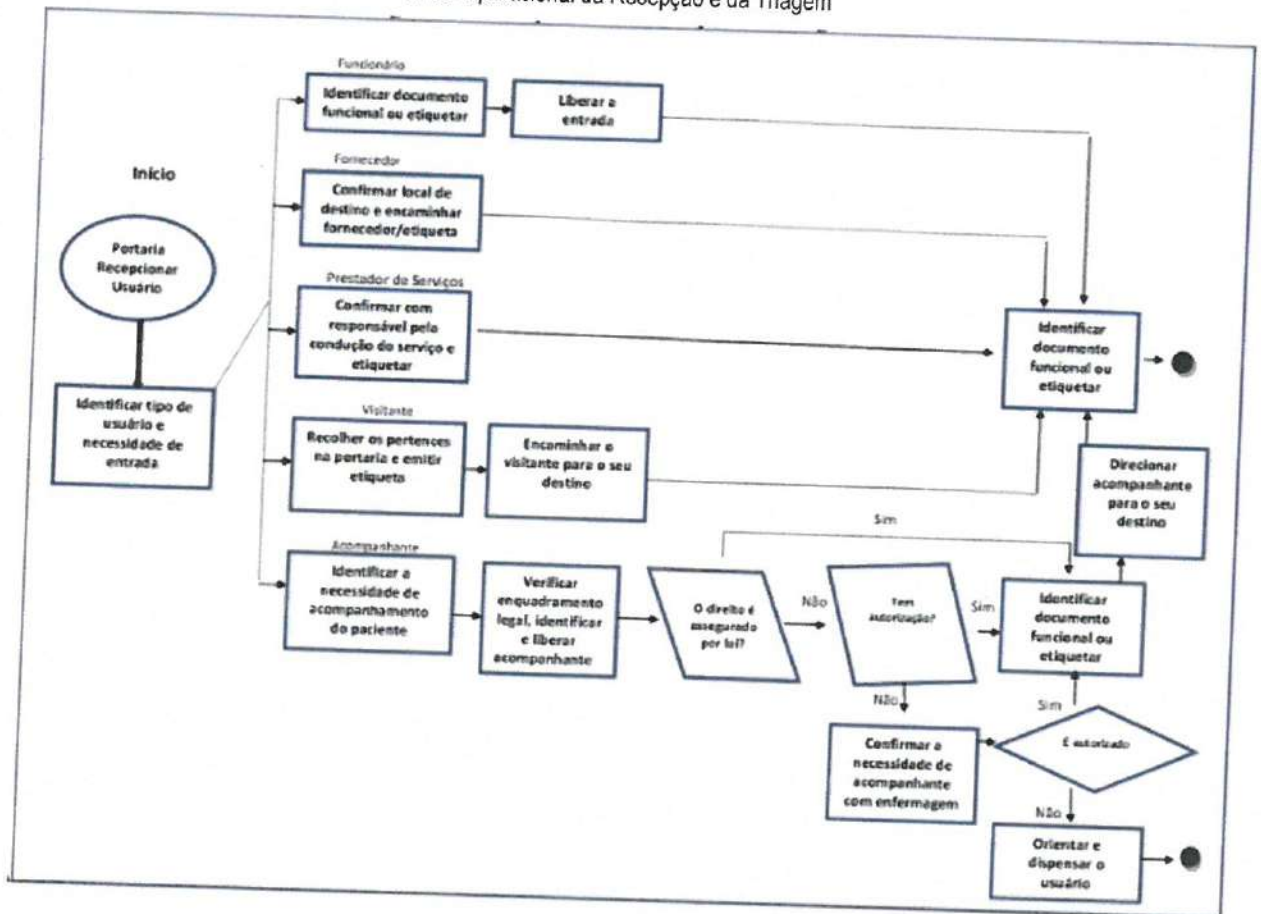 da Recepção e da Triagem
Início
Portaria
Recepcionar
Usuário
Identificar tipo de
usuário e
necessidade de
entrada
Funcionário
Identificar documento
funcional ou etiquetar
Liberar a
entrada
Fornecedor
Confirmar local de
destino e encaminhar
fornecedor/etiqueta
Prestador de Serviços
Confirmar com
responsável pela
condução do serviço e
etiquetar
Visitante
Recolher os pertences
na portaria e emitir
etiqueta
Encaminhar o
visitante para o seu
destino
Acompanhante
Identificar a
necessidade de
acompanhamento
do paciente
Verificar
enquadramento
legal, identificar
e liberar
acompanhante
O direito é
assegurado
por lei?
Sim
Não
Tem
autorização?
Sim
Não
Identificar
documento
funcional ou
etiquetar
Direcionar
acompanhante
para o seu
destino
Identificar
documento
funcional ou
etiquetar
Confirmar a
necessidade de
acompanhante
com enfermagem
Sim
É autorizado
Não
Orientar e
dispensar o
usuário